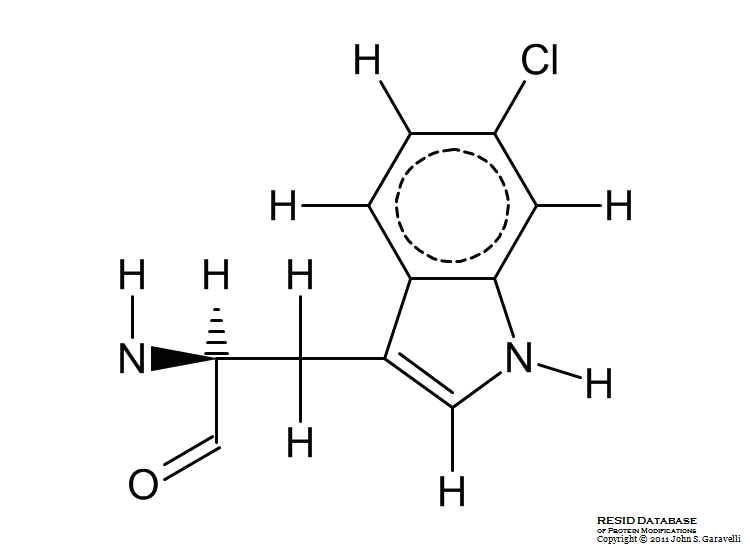 H Cl
H H
H H H
N N
H
H
O H
RESID DATABASE
OF PROTEIN MODIFICATIONS
Copyright © 2011 John S. Garavelli